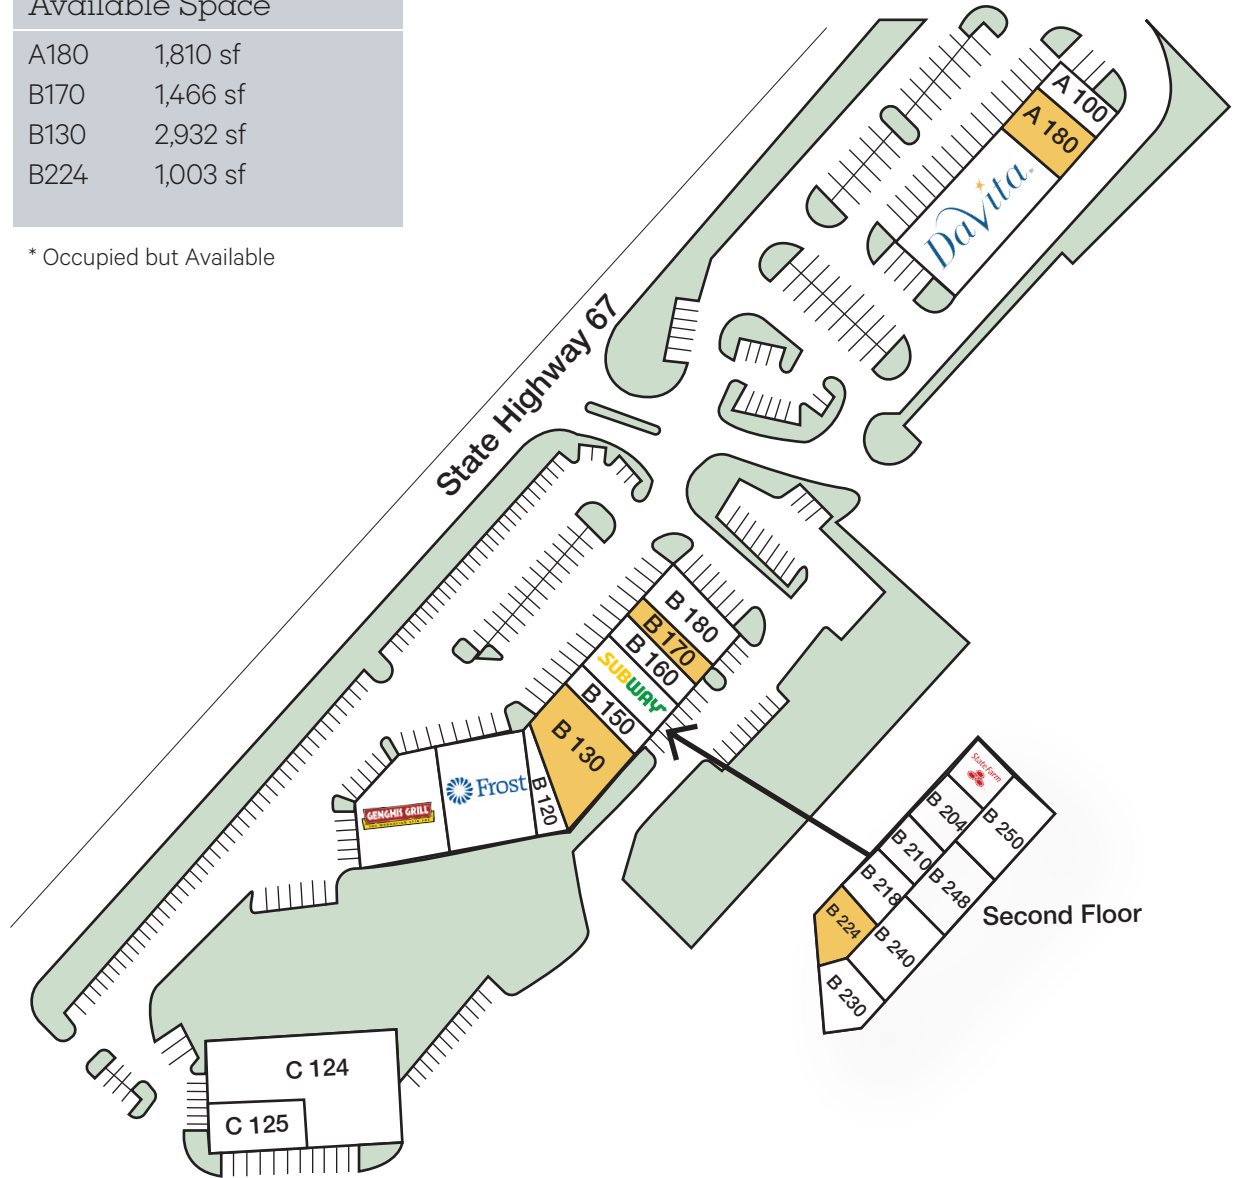 Available Space
A180 1,810 sf
B170 1,466 sf
B130 2,932 sf
B224 1,003 sf
* Occupied but Available
A 100
A 180
DaVita.
State Highway 67
B 180
B 170
B 160
SUBWAY
B 150
B 130
B 120
Frost
GENGHIS GRILL
State Farm
B 204
B 250
B 210
B 218
B 248
B 224
B 240
B 230
Second Floor
C 124
C 125